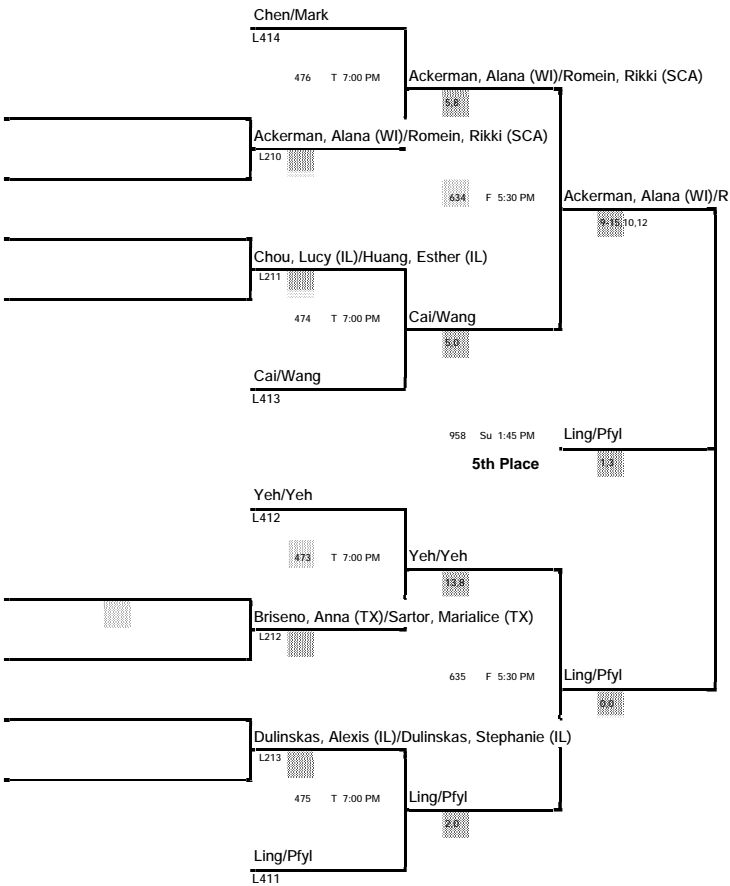 Chen/Mark
L414
476 T 7:00 PM
Ackerman, Alana (WI)/Romein, Rikki (SCA)
5,8
Ackerman, Alana (WI)/Romein, Rikki (SCA)
L210
634 F 5:30 PM
Ackerman, Alana (WI)/R
9-15,10,12
Chou, Lucy (IL)/Huang, Esther (IL)
L211
474 T 7:00 PM
Cai/Wang
5,0
Cai/Wang
L413
958 Su 1:45 PM
Ling/Pfyl
5th Place
1,3
Yeh/Yeh
L412
473 T 7:00 PM
Yeh/Yeh
13,8
Briseno, Anna (TX)/Sartor, Marialice (TX)
L212
635 F 5:30 PM
Ling/Pfyl
0,0
Dulinskas, Alexis (IL)/Dulinskas, Stephanie (IL)
L213
475 T 7:00 PM
Ling/Pfyl
2,0
Ling/Pfyl
L411